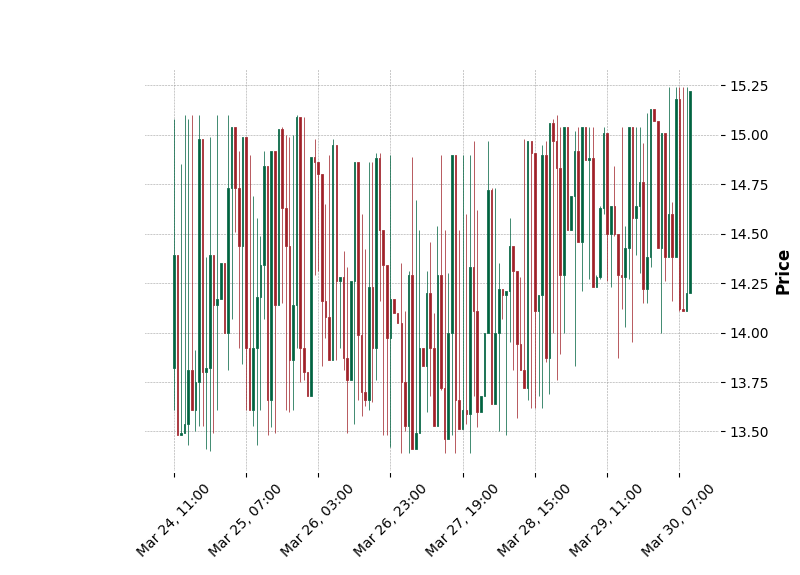 15.25
15.00
14.75
14.50
14.25
14.00
13.75
13.50
Price
Mar 24, 11:00
Mar 25, 07:00
Mar 26, 03:00
Mar 26, 23:00
Mar 27, 19:00
Mar 28, 15:00
Mar 29, 11:00
Mar 30, 07:00